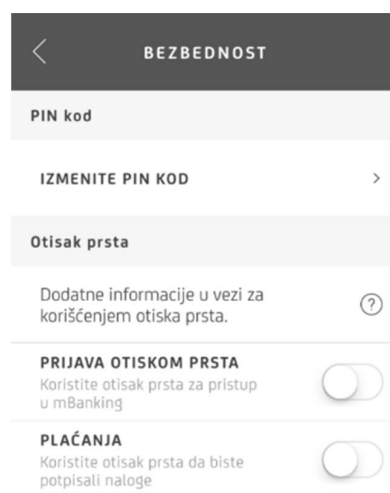 BEZBEDNOST
PIN kod
IZMENITE PIN KOD
Otisak prsta
Dodatne informacije u vezi za
korišćenjem otiska prsta.
PRIJAVA OTISKOM PRSTA
Koristite otisak prsta za pristup
u mBanking
PLAĆANJA
Koristite otisak prsta da biste
potpisali naloge